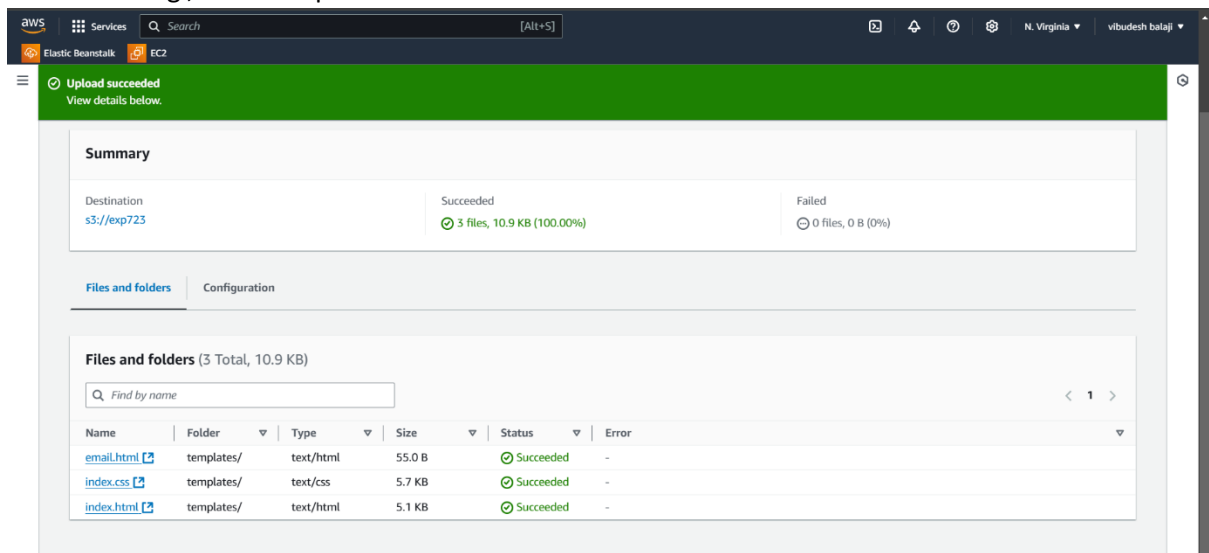 aws Services Search [Alt+S] N. Virginia ▼ vibudesh balaji ▼
Elastic Beanstalk EC2
Upload succeeded
View details below.
Summary
Destination Succeeded Failed
s3://exp723 3 files, 10.9 KB (100.00%) 0 files, 0 B (0%)
Files and folders Configuration
Files and folders (3 Total, 10.9 KB)
Find by name < 1 >
Name Folder Type Size Status Error
email.html templates/ text/html 55.0 B Succeeded -
index.css templates/ text/css 5.7 KB Succeeded -
index.html templates/ text/html 5.1 KB Succeeded -